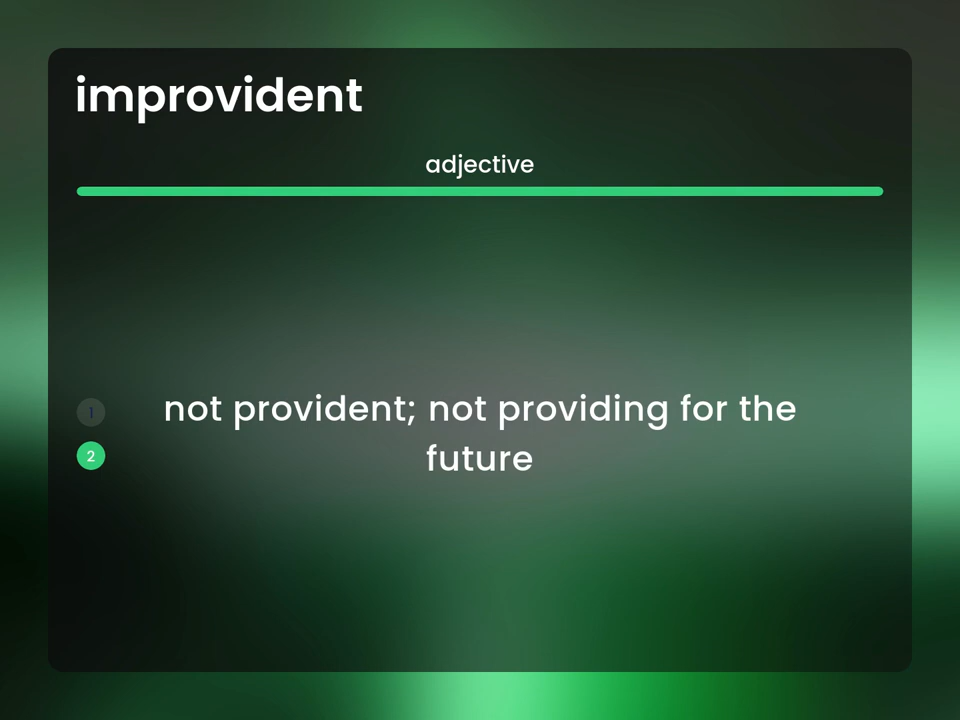 improvident
adjective
1
not provident; not providing for the
2
future